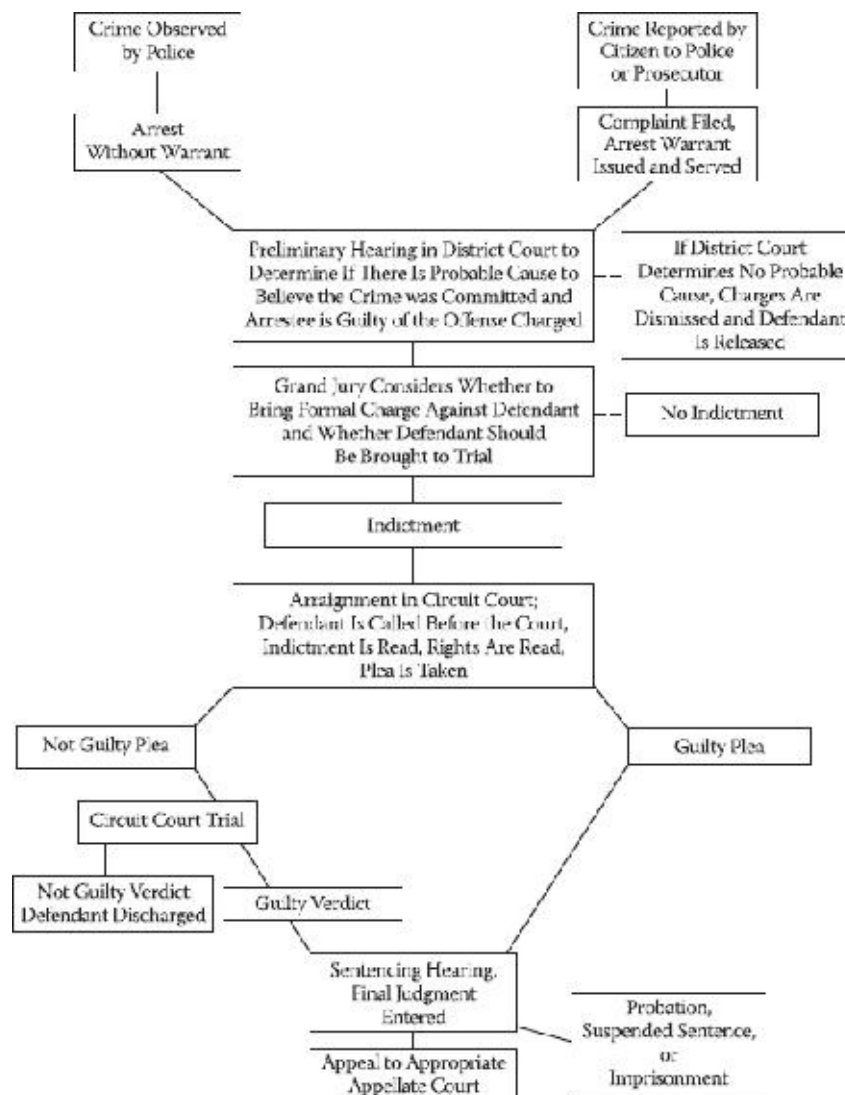 Crime Observed
by Police
Crime Reported by
Citizen to Police
or Prosecutor
Arrest
Without Warrant
Complaint Filed,
Arrest Warrant
Issued and Served
Preliminary Hearing in District Court to
Determine If There Is Probable Cause to
Believe the Crime was Committed and
Arrestee is Guilty of the Offense Charged
If District Court
Determines No Probable
Cause, Charges Are
Dismissed and Defendant
Is Released
Grand Jury Considers Whether to
Bring Formal Charge Against Defendant
and Whether Defendant Should
Be Brought to Trial
No Indictment
Indictment
Arraignment in Circuit Court;
Defendant Is Called Before the Court,
Indictment Is Read, Rights Are Read,
Plea is Taken
Not Guilty Plea
Guilty Plea
Circuit Court Trial
Not Guilty Verdict
Defendant Discharged
Guilty Verdict
Sentencing Hearing,
Final Judgment
Entered
Probation,
Suspended Sentence,
or
Imprisonment
Appeal to Appropriate
Appellate Court